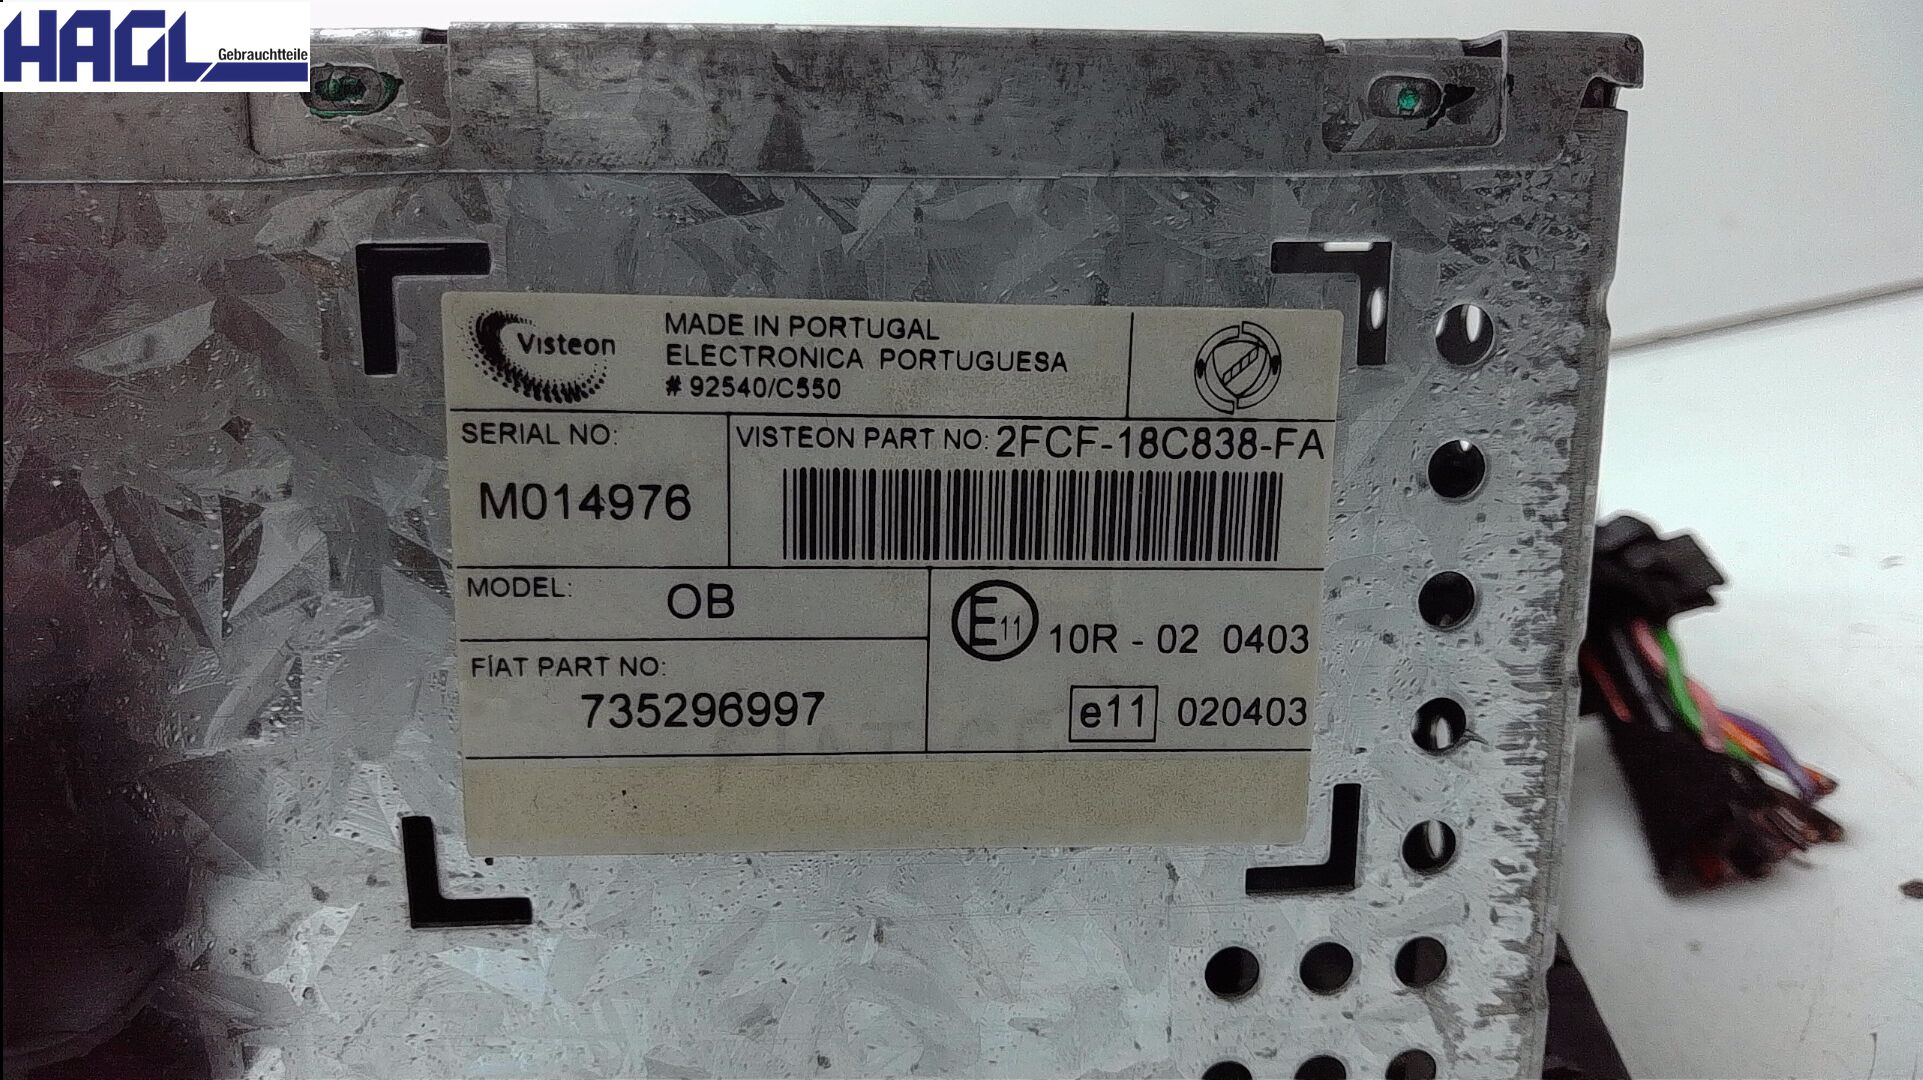 HAGL Gebrauchtteile
Visteon
MADE IN PORTUGAL
ELECTRONICA PORTUGUESA
# 92540/C550
SERIAL NO:
M014976
VISTEON PART NO: 2FCF-18C838-FA
MODEL: OB
E11 10R - 02 0403
FIAT PART NO:
735296997
e11 020403